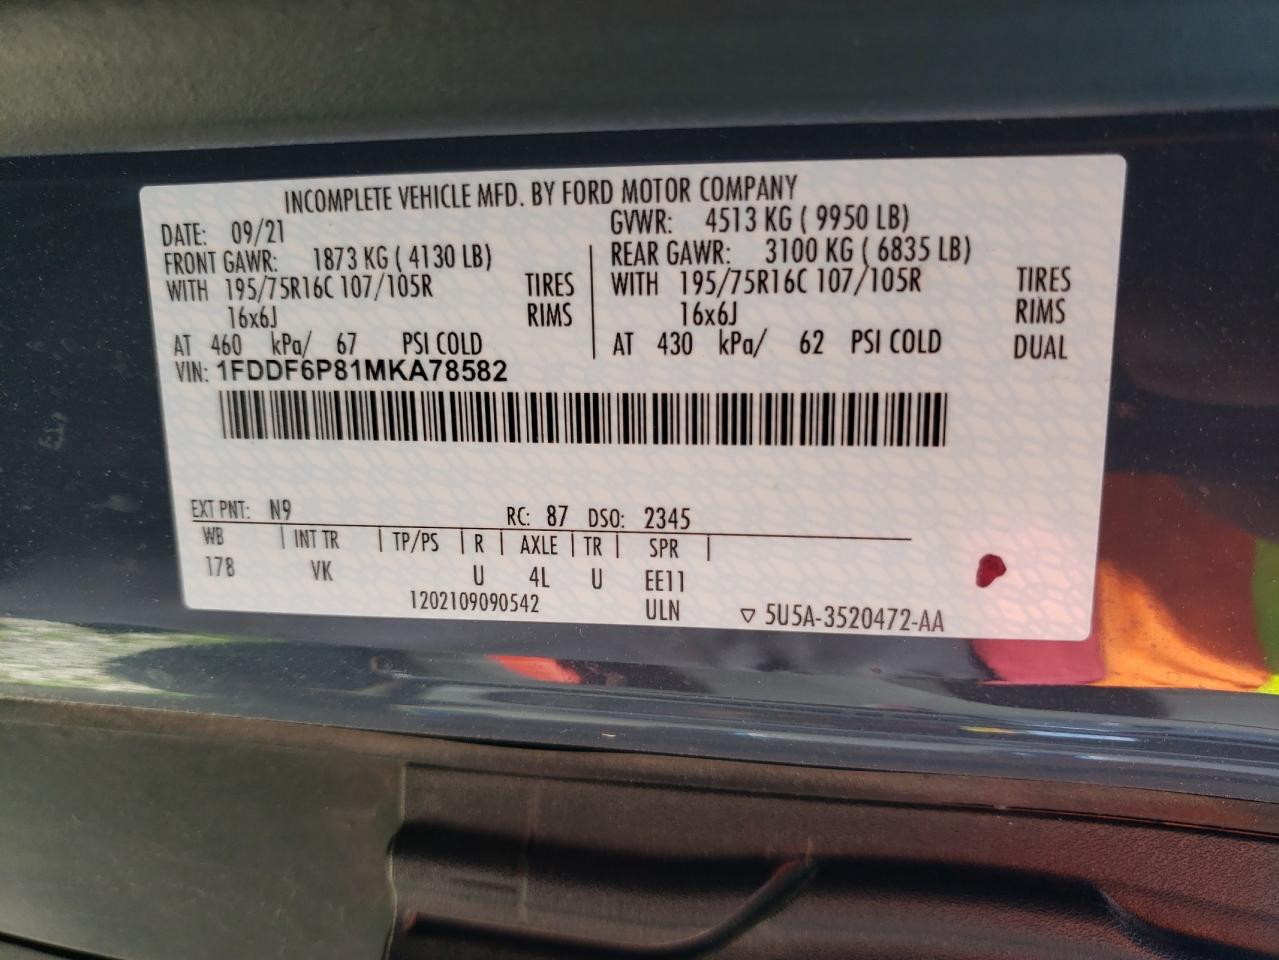 INCOMPLETE VEHICLE MFD. BY FORD MOTOR COMPANY
DATE: 09/21 GVWR: 4513 KG ( 9950 LB)
FRONT GAWR: 1873 KG ( 4130 LB) REAR GAWR: 3100 KG ( 6835 LB)
WITH 195/75R16C 107/105R TIRES WITH 195/75R16C 107/105R TIRES
16x6J RIMS 16x6J RIMS
AT 460 kPa/ 67 PSI COLD AT 430 kPa/ 62 PSI COLD DUAL
VIN: 1FDDF6P81MKA78582
EXT PNT: N9 RC: 87 DSO: 2345
WB INT TR TP/PS R AXLE TR SPR
178 VK U 4L U EE11
1202109090542 ULN ▽ 5U5A-3520472-AA